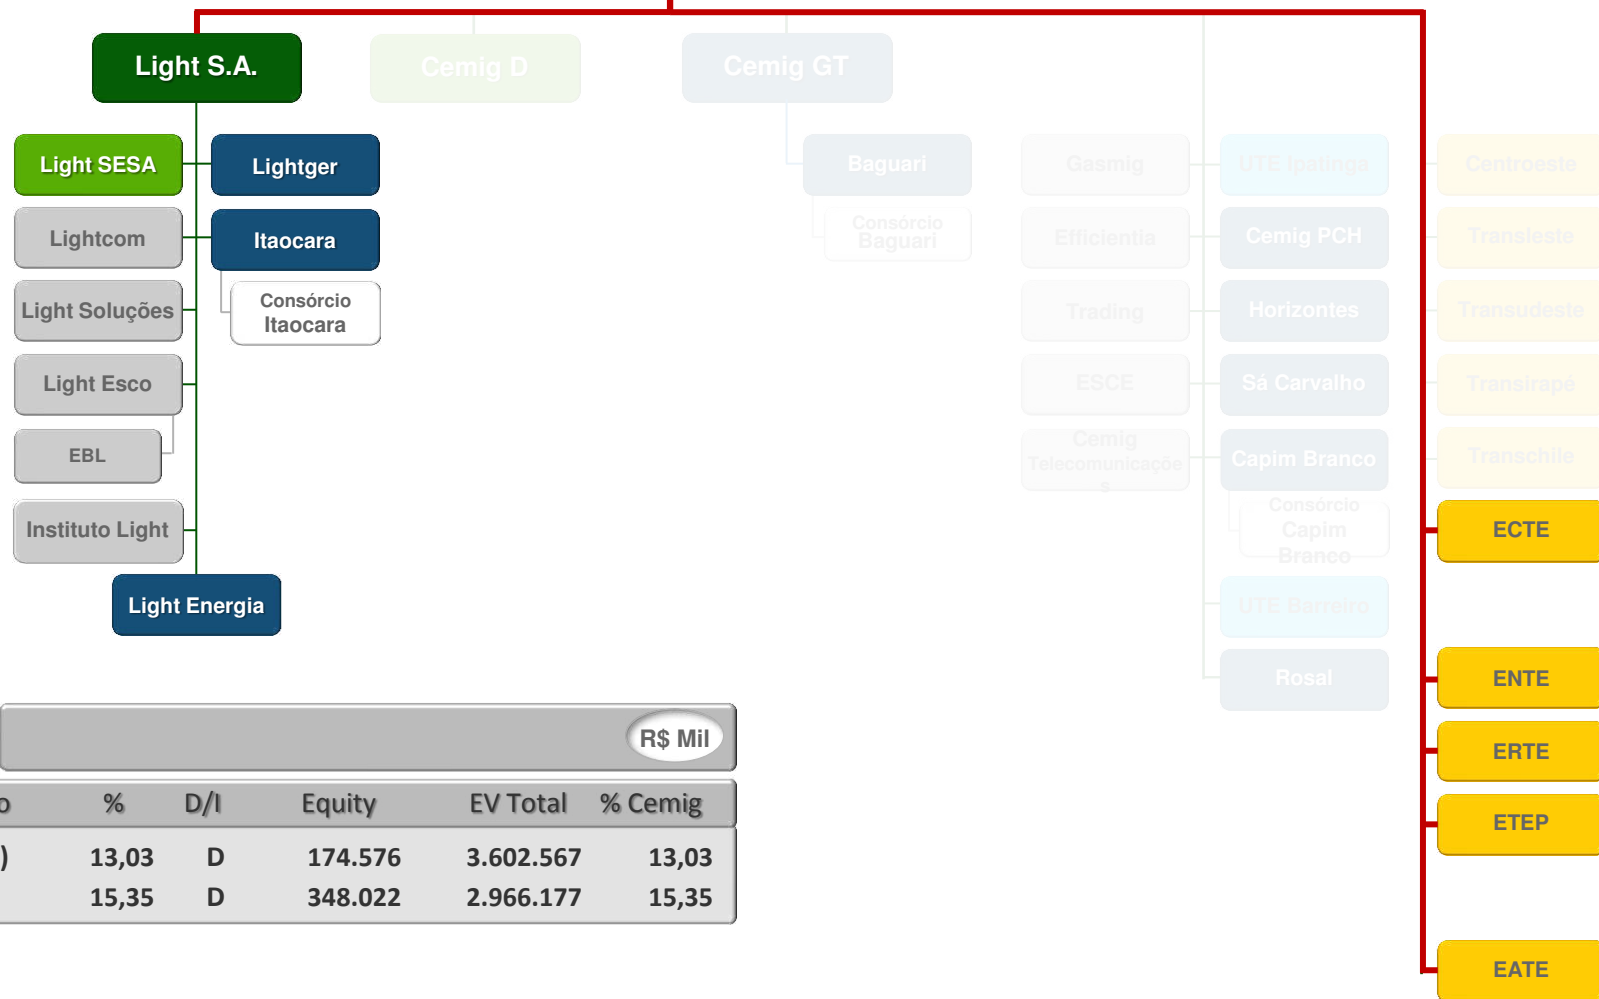 Light S.A.
Cemig D
Cemig GT
Light SESA
Lightger
Baguari
Gasmig
UTE Ipatinga
Centroeste
Lightcom
Itaocara
Consórcio
Baguari
Efficientia
Cemig PCH
Transleste
Light Soluções
Consórcio
Itaocara
Trading
Horizontes
Transudeste
Light Esco
ESCE
Sá Carvalho
Transirapé
EBL
Cemig
Telecomunicaçõe
s
Capim Branco
Transchile
Instituto Light
Consórcio
Capim
Branco
ECTE
Light Energia
UTE Barreiro
Rosal
ENTE
R$ Mil
ERTE
o % D/I Equity EV Total % Cemig
ETEP
) 13,03 D 174.576 3.602.567 13,03
15,35 D 348.022 2.966.177 15,35
EATE